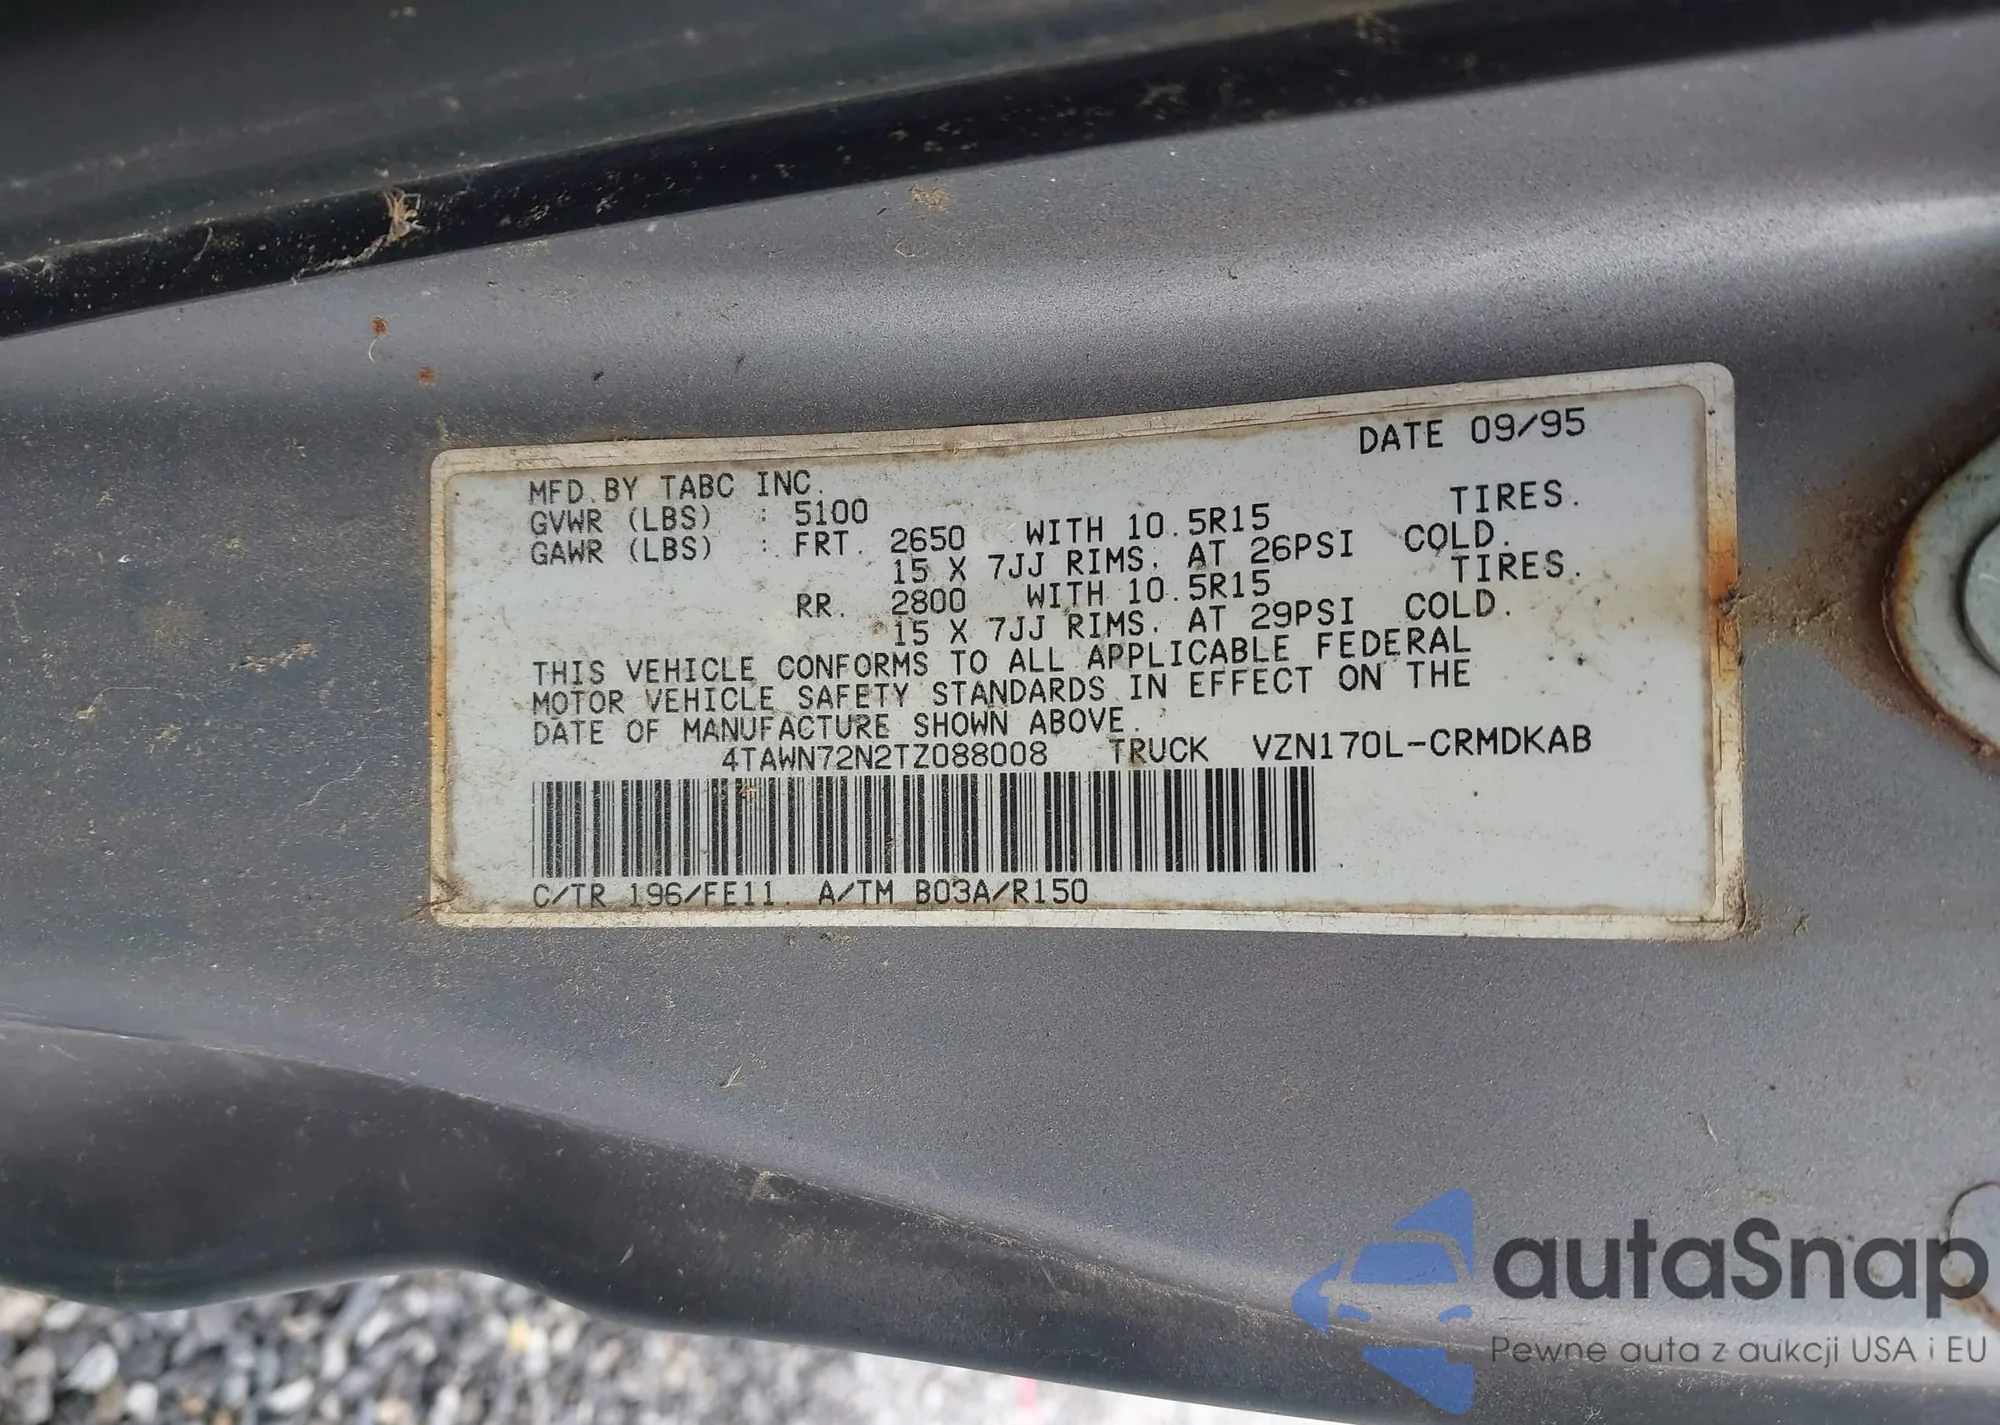 DATE 09/95
MFD.BY TABC INC.
GVWR (LBS) : 5100
GAWR (LBS) : FRT. 2650 WITH 10.5R15 TIRES.
15 X 7JJ RIMS. AT 26PSI COLD.
RR. 2800 WITH 10.5R15 TIRES.
15 X 7JJ RIMS. AT 29PSI COLD.
THIS VEHICLE CONFORMS TO ALL APPLICABLE FEDERAL
MOTOR VEHICLE SAFETY STANDARDS IN EFFECT ON THE
DATE OF MANUFACTURE SHOWN ABOVE.
4TAWN72N2TZ088008 TRUCK VZN170L-CRMDKAB
C/TR 196/FE11. A/TM B03A/R150
autaSnap
Pewne auta z aukcji USA i EU